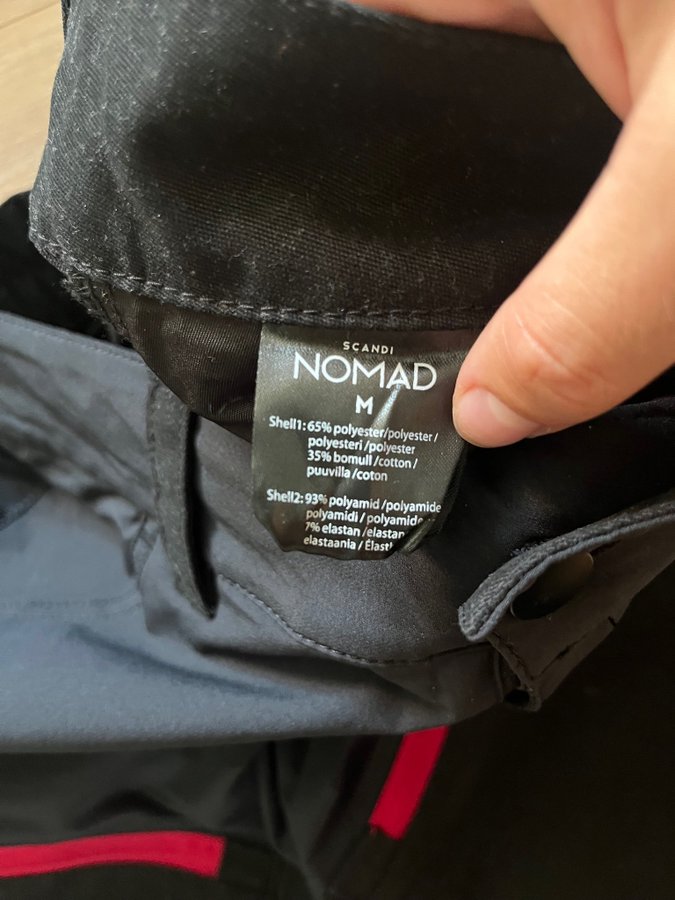 SCANDI
NOMAD
M
Shell1: 65% polyester/polyester/
polyesteri/polyester
35% bomull/cotton/
puuvilla/coton
Shell2: 93% polyamid/polyamide
polyamidi/polyamide
7% elastan/elastan
elastaania/Élast